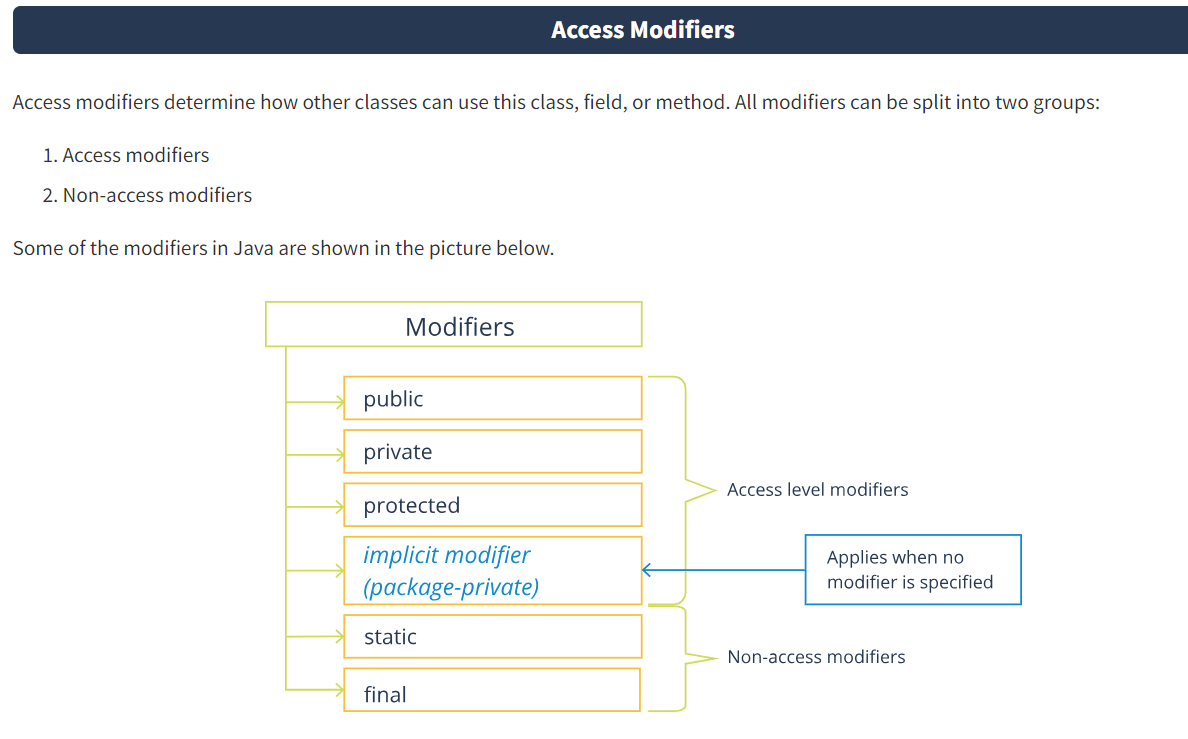 Access Modifiers
Access modifiers determine how other classes can use this class, field, or method. All modifiers can be split into two groups:
1. Access modifiers
2. Non-access modifiers
Some of the modifiers in Java are shown in the picture below.
Modifiers
public
private
protected
Access level modifiers
implicit modifier
(package-private)
Applies when no
modifier is specified
static
Non-access modifiers
final